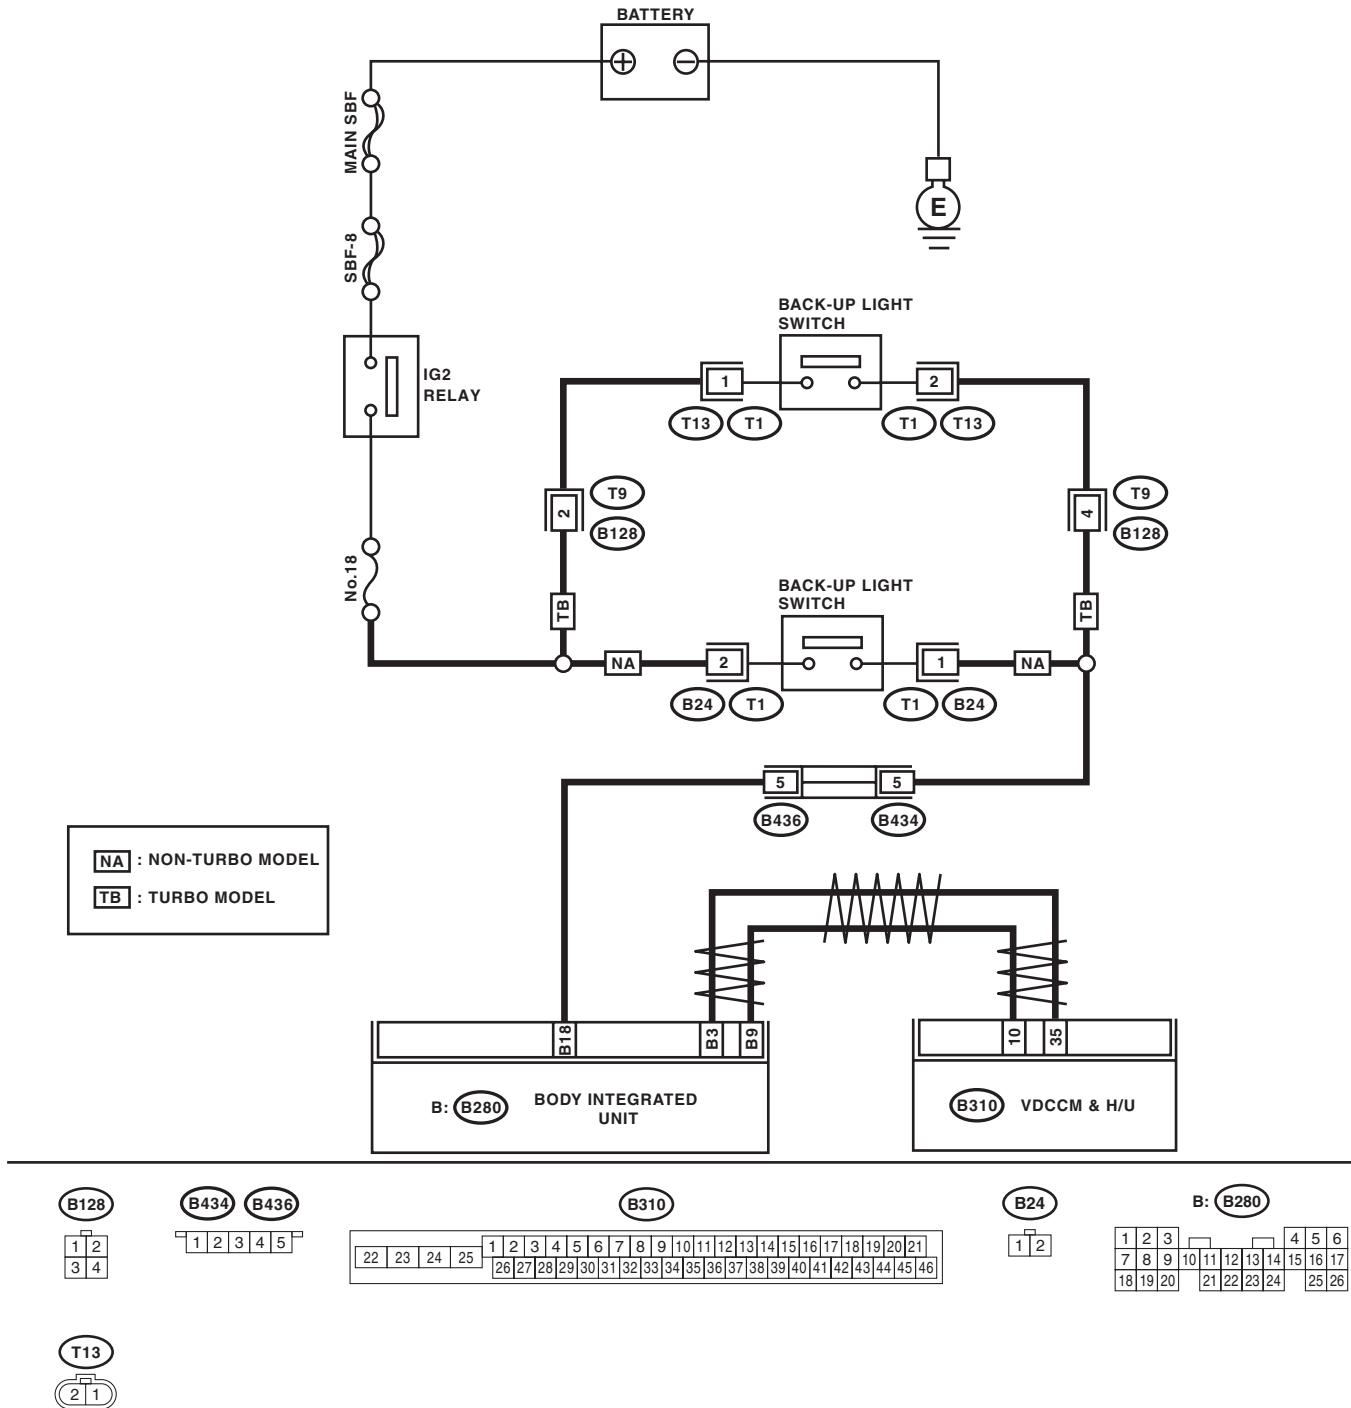 BATTERY
MAIN SBF
E
SBF-8
BACK-UP LIGHT
SWITCH
IG2
RELAY
1
2
T13
T1
T1
T13
2
T9
B128
4
T9
B128
No.18
TB
BACK-UP LIGHT
SWITCH
TB
NA
2
1
NA
B24
T1
T1
B24
5
5
B436
B434
NA : NON-TURBO MODEL
TB : TURBO MODEL
B18
B3
B9
10
35
B: B280
BODY INTEGRATED
UNIT
B310
VDCCM & H/U
B128
1 2
3 4
B434 B436
1 2 3 4 5
B310
22 23 24 25
1 2 3 4 5 6 7 8 9 10 11 12 13 14 15 16 17 18 19 20 21
26 27 28 29 30 31 32 33 34 35 36 37 38 39 40 41 42 43 44 45 46
B24
1 2
B: B280
1 2 3 4 5 6
7 8 9 10 11 12 13 14 15 16 17
18 19 20 21 22 23 24 25 26
T13
2 1